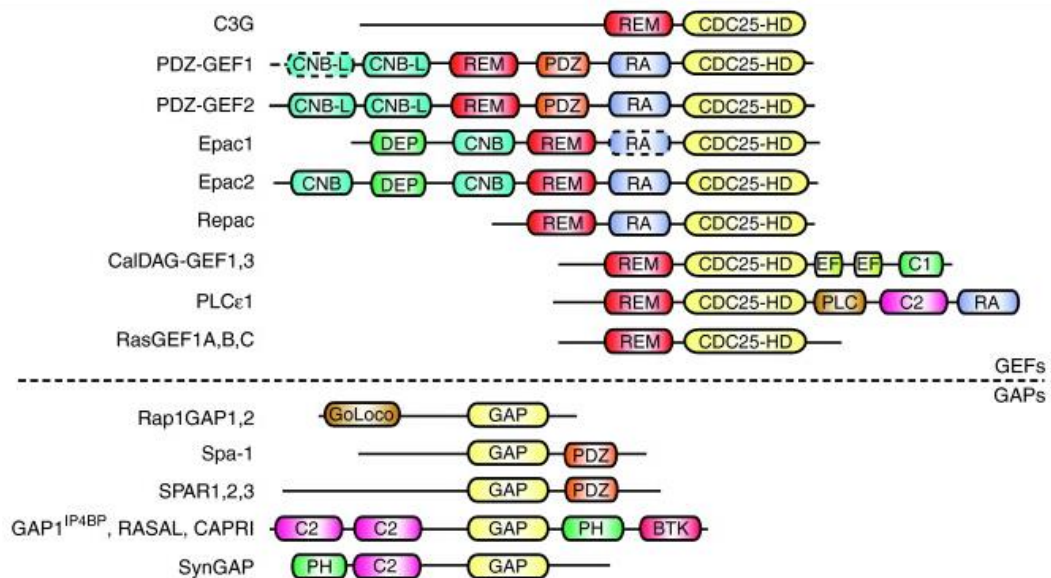 C3G REM CDC25-HD
PDZ-GEF1 CNB-L CNB-L REM PDZ RA CDC25-HD
PDZ-GEF2 CNB-L CNB-L REM PDZ RA CDC25-HD
Epac1 DEP CNB REM RA CDC25-HD
Epac2 CNB DEP CNB REM RA CDC25-HD
Repac REM RA CDC25-HD
CalDAG-GEF1,3 REM CDC25-HD EF EF C1
PLCε1 REM CDC25-HD PLC C2 RA
RasGEF1A,B,C REM CDC25-HD
GEFs
GAPs
Rap1GAP1,2 GoLoco GAP
Spa-1 GAP PDZ
SPAR1,2,3 GAP PDZ
GAP1IP4BP, RASAL, CAPRI C2 C2 GAP PH BTK
SynGAP PH C2 GAP